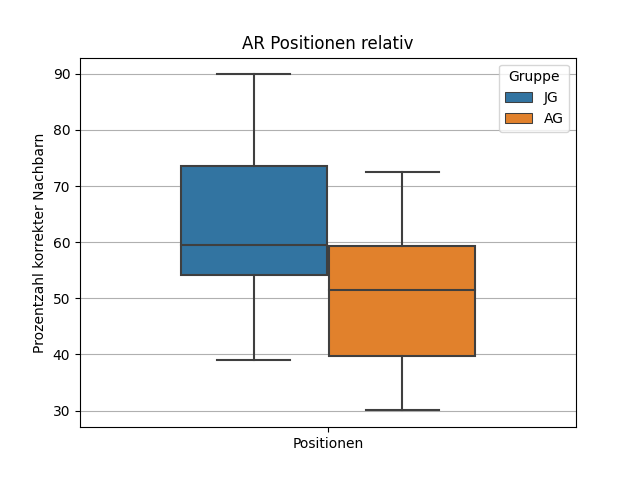 AR Positionen relativ
Prozentzahl korrekter Nachbarn
90
80
70
60
50
40
30
Positionen
Gruppe
JG
AG